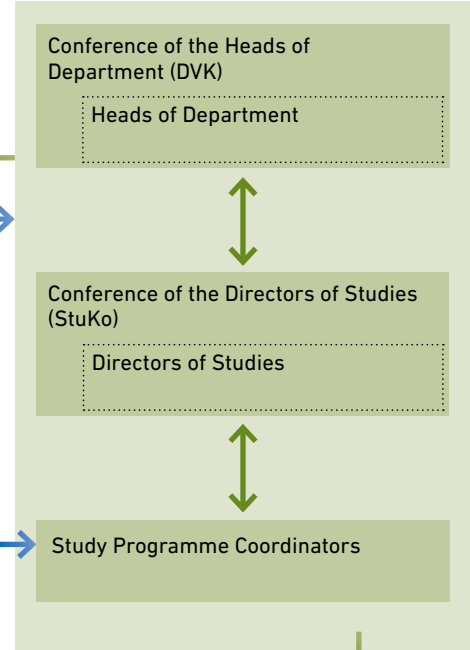 Conference of the Heads of
Department (DVK)
Heads of Department
Conference of the Directors of Studies
(StuKo)
Directors of Studies
Study Programme Coordinators